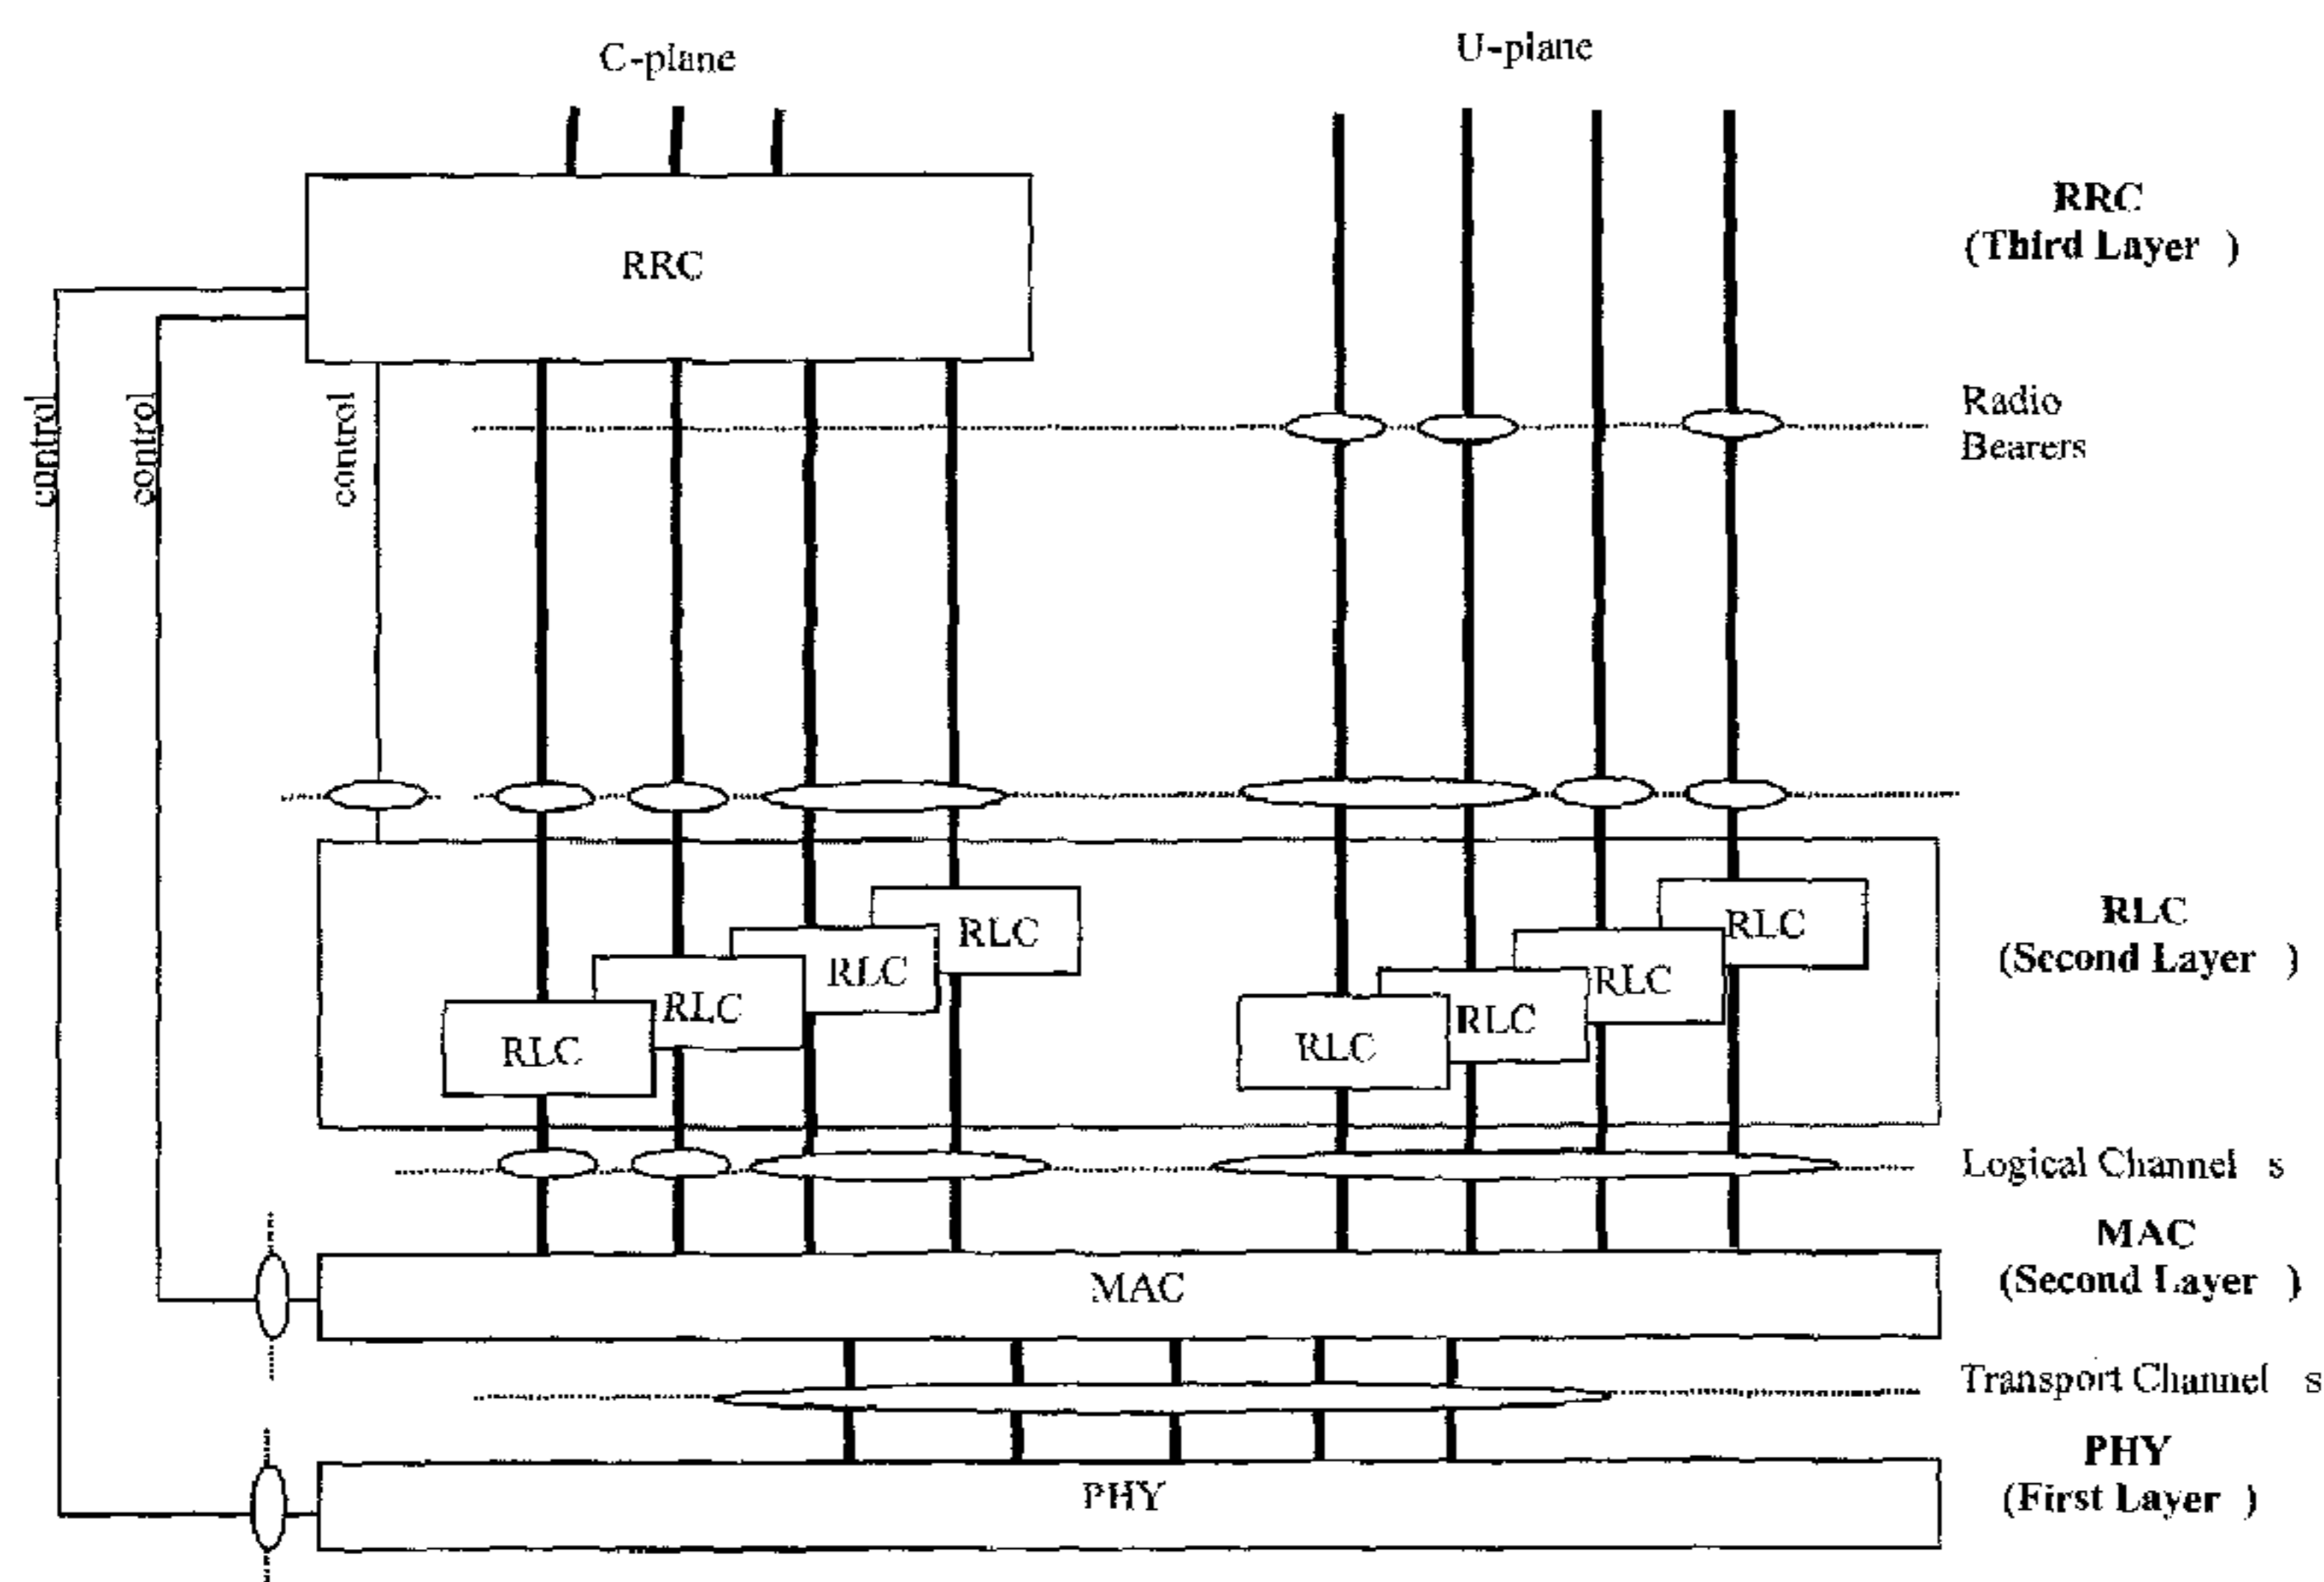 C-plane
U-plane
RRC
(Third Layer )
RRC
control
control
control
Radio
Bearers
RLC
RLC
RLC
RLC
RLC
RLC
RLC
RLC
RLC
(Second Layer )
Logical Channel s
MAC
(Second Layer )
MAC
Transport Channel s
PHY
(First Layer )
PHY